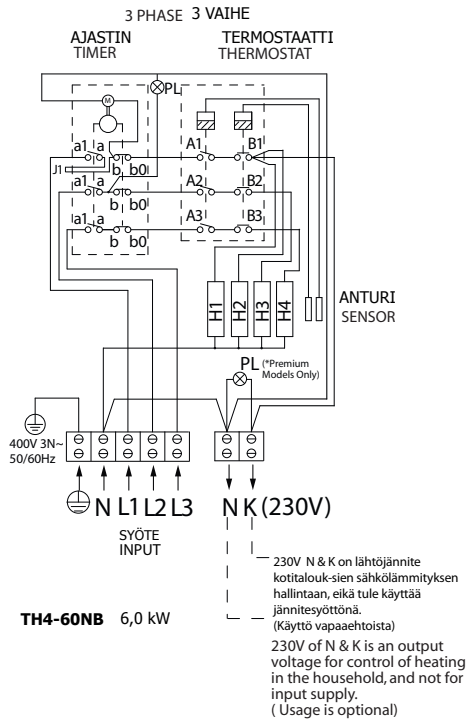 3 PHASE 3 VAIHE
AJASTIN
TIMER
TERMOSTAATTI
THERMOSTAT
PL
M
a1 a
A1
B1
J1
b b0
a1 a
A2
B2
b b0
a1 a
A3
B3
b b0
H1 H2 H3 H4
ANTURI
SENSOR
PL (*Premium
Models Only)
400V 3N~
50/60Hz
N L1 L2 L3
N K (230V)
SYÖTE
INPUT
230V N & K on lähtöjännite
kotitalouk-sien sähkölämmityksen
hallintaan, eikä tule käyttää
jännitesyöttönä.
(Käyttö vapaaehtoista)
TH4-60NB 6,0 kW
230V of N & K is an output
voltage for control of heating
in the household, and not for
input supply.
( Usage is optional)